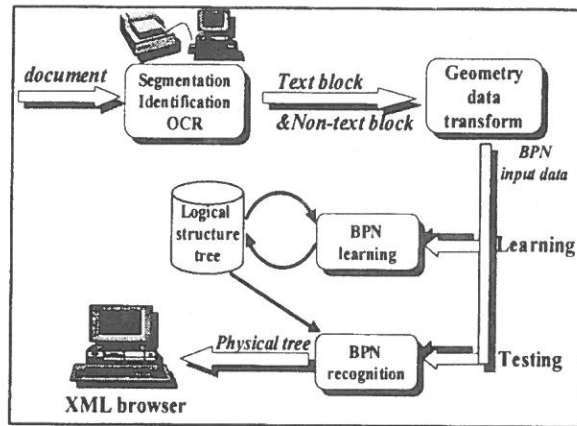 document
Segmentation
Identification
OCR
Text block
&Non-text block
Geometry
data
transform
BPN
input data
Logical
structure
tree
BPN
learning
Learning
Physical tree
BPN
recognition
Testing
XML browser